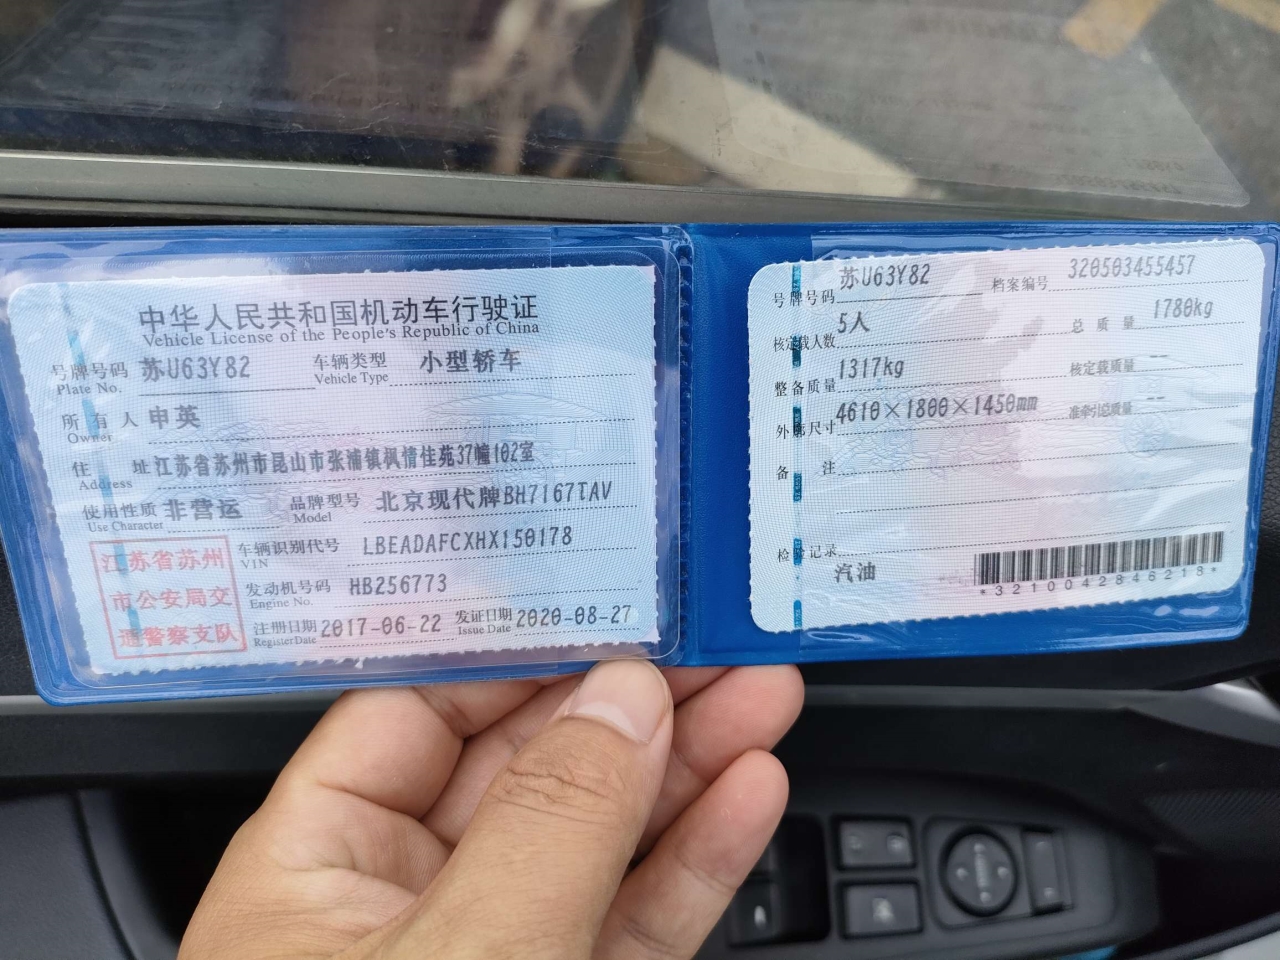 中华人民共和国机动车行驶证
Vehicle License of the People's Republic of China
号牌号码 苏U63Y82 车辆类型 小型轿车
Plate No. Vehicle Type
所有人 申英
Owner
住址 江苏省苏州市昆山市张浦镇枫情佳苑37幢102室
Address
使用性质 非营运 品牌型号 北京现代牌BH7167TAV
Use Character Model
江苏省苏州
市公安局交
通警察支队
车辆识别代号 LBEADAFCXHX150178
VIN
发动机号码 HB256773
Engine No.
注册日期 2017-06-22 发证日期 2020-08-27
Register Date Issue Date
号牌号码 苏U63Y82 档案编号 320503455457
核定载人数 5人 总质量 1780kg
整备质量 1317kg 核定载质量 --
外廓尺寸 4610×1800×1450mm 准牵引总质量 --
备注
检验记录
汽油
*3210042846213*